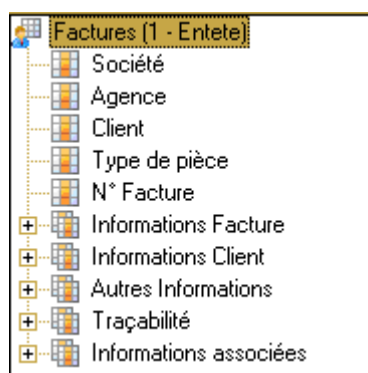 Factures (1 - Entete)
Société
Agence
Client
Type de pièce
N° Facture
Informations Facture
Informations Client
Autres Informations
Traçabilité
Informations associées